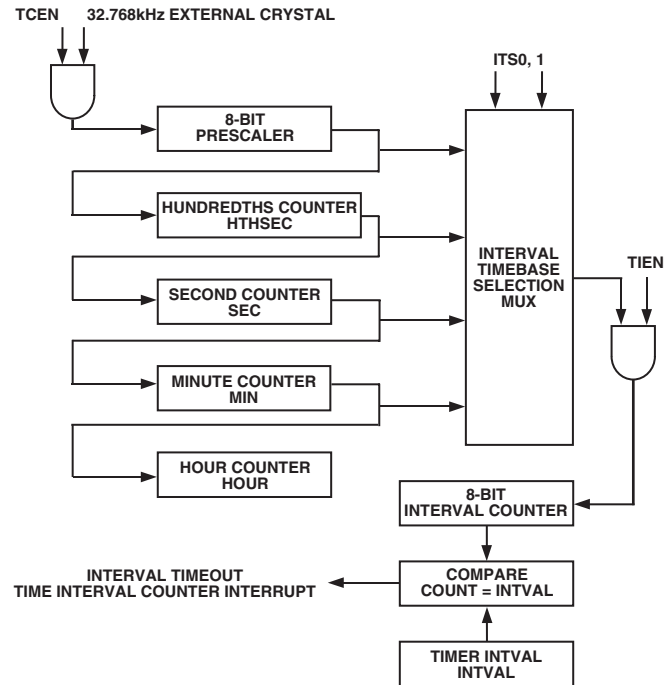 TCEN 32.768kHz EXTERNAL CRYSTAL
ITS0, 1
8-BIT
PRESCALER
HUNDREDTHS COUNTER
HTHSEC
INTERVAL
TIMEBASE
SELECTION
MUX
TIEN
SECOND COUNTER
SEC
MINUTE COUNTER
MIN
HOUR COUNTER
HOUR
8-BIT
INTERVAL COUNTER
INTERVAL TIMEOUT
TIME INTERVAL COUNTER INTERRUPT
COMPARE
COUNT = INTVAL
TIMER INTVAL
INTVAL